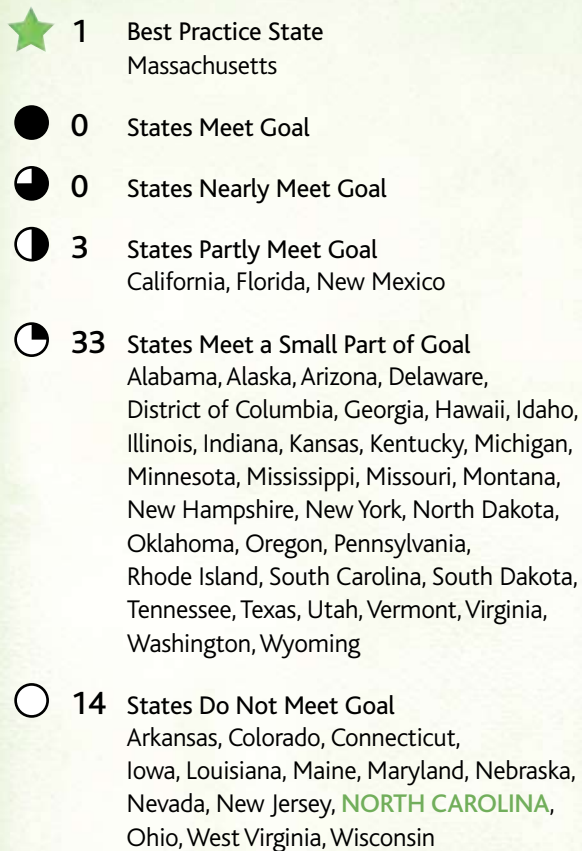 1 Best Practice State
Massachusetts
0 States Meet Goal
0 States Nearly Meet Goal
3 States Partly Meet Goal
California, Florida, New Mexico
33 States Meet a Small Part of Goal
Alabama, Alaska, Arizona, Delaware,
District of Columbia, Georgia, Hawaii, Idaho,
Illinois, Indiana, Kansas, Kentucky, Michigan,
Minnesota, Mississippi, Missouri, Montana,
New Hampshire, New York, North Dakota,
Oklahoma, Oregon, Pennsylvania,
Rhode Island, South Carolina, South Dakota,
Tennessee, Texas, Utah, Vermont, Virginia,
Washington, Wyoming
14 States Do Not Meet Goal
Arkansas, Colorado, Connecticut,
Iowa, Louisiana, Maine, Maryland, Nebraska,
Nevada, New Jersey, NORTH CAROLINA,
Ohio, West Virginia, Wisconsin